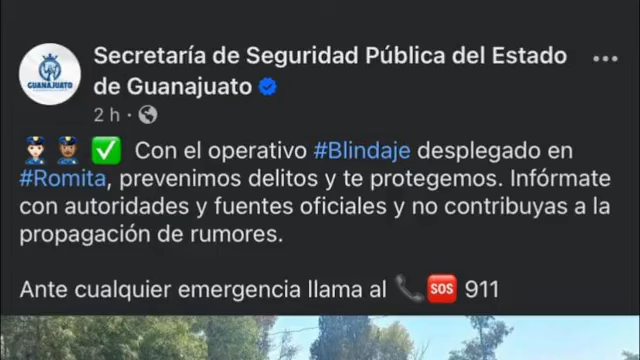 Secretaría de Seguridad Pública del Estado
de Guanajuato
GUANAJUATO
2 h ·
Con el operativo #Blindaje desplegado en
#Romita, prevenimos delitos y te protegemos. Infórmate
con autoridades y fuentes oficiales y no contribuyas a la
propagación de rumores.
Ante cualquier emergencia llama al 📞🆘 911